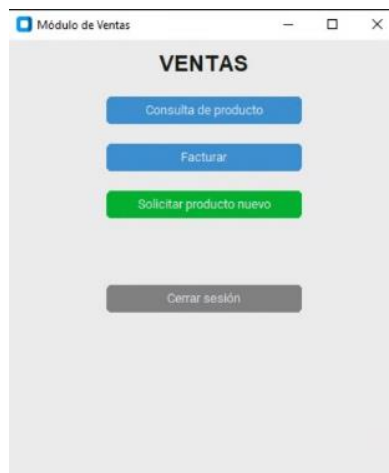 Módulo de Ventas
VENTAS
Consulta de producto
Facturar
Solicitar producto nuevo
Cerrar sesión